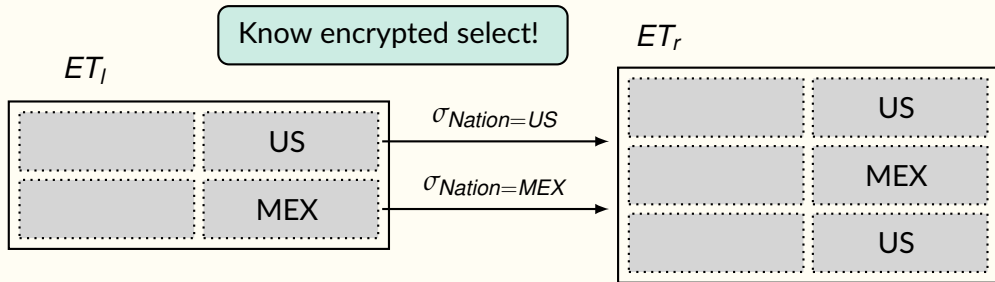 Know encrypted select!
ET_l
ET_r
US
MEX
σ_Nation=US
σ_Nation=MEX
US
MEX
US